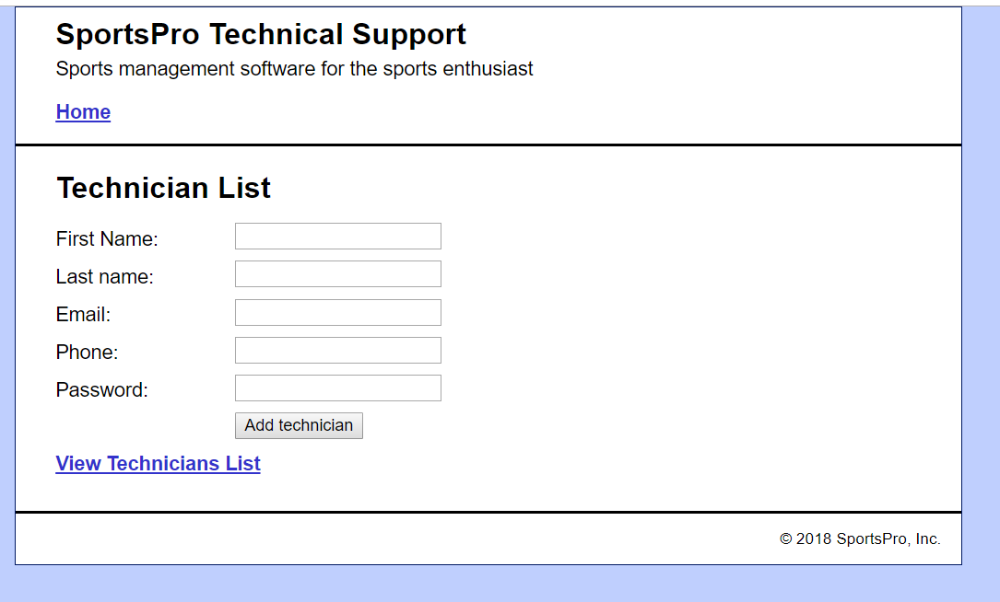 SportsPro Technical Support
Sports management software for the sports enthusiast
Home
Technician List
First Name:
Last name:
Email:
Phone:
Password:
Add technician
View Technicians List
© 2018 SportsPro, Inc.